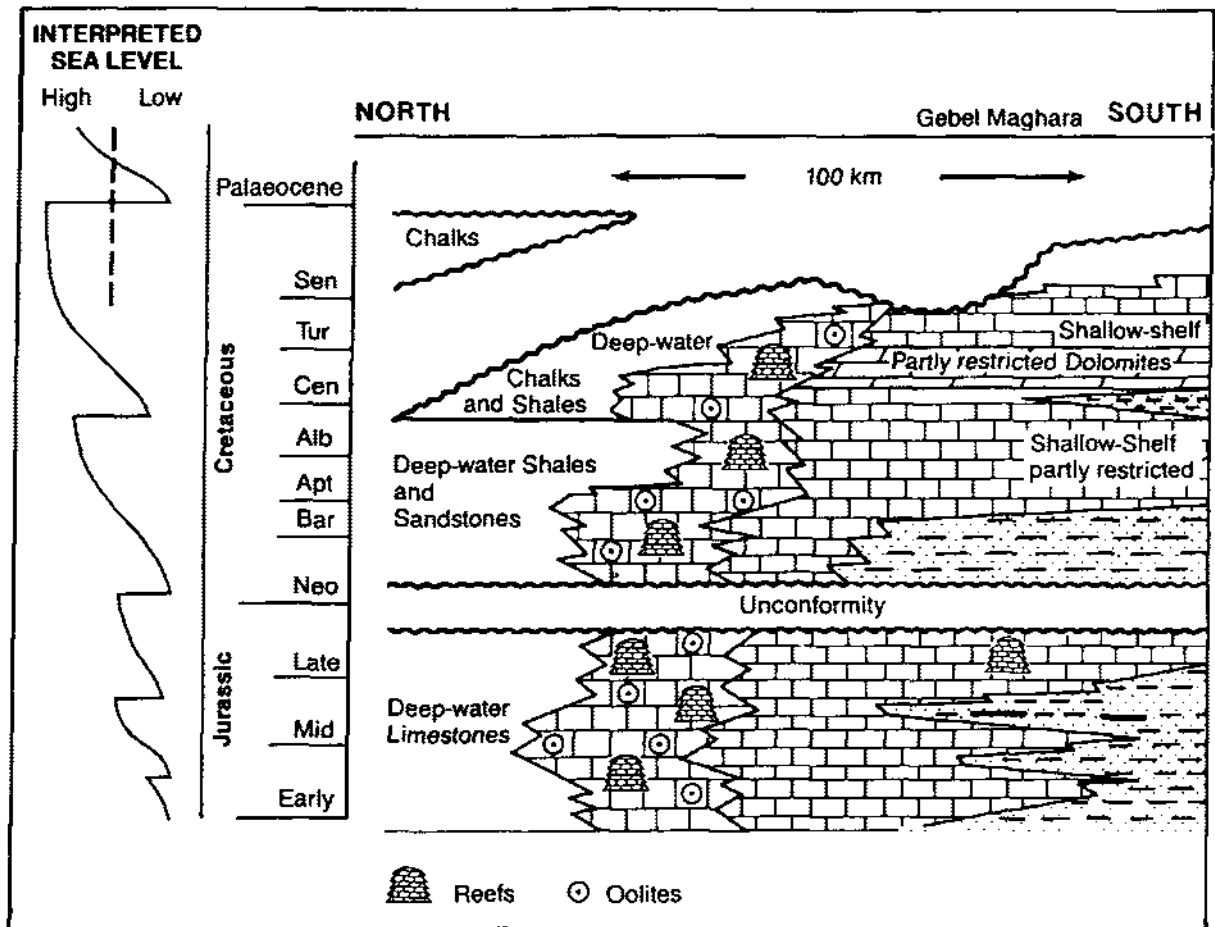 INTERPRETED
SEA LEVEL
High Low
NORTH
Gebel Maghara SOUTH
100 km
Palaeocene
Sen
Tur
Cen
Alb
Apt
Bar
Neo
Late
Mid
Early
Cretaceous
Jurassic
Chalks
Deep-water
Chalks
and Shales
Shallow-shelf
Partly restricted Dolomites
Deep-water Shales
and
Sandstones
Shallow-Shelf
partly restricted
Unconformity
Deep-water
Limestones
Reefs
Oolites